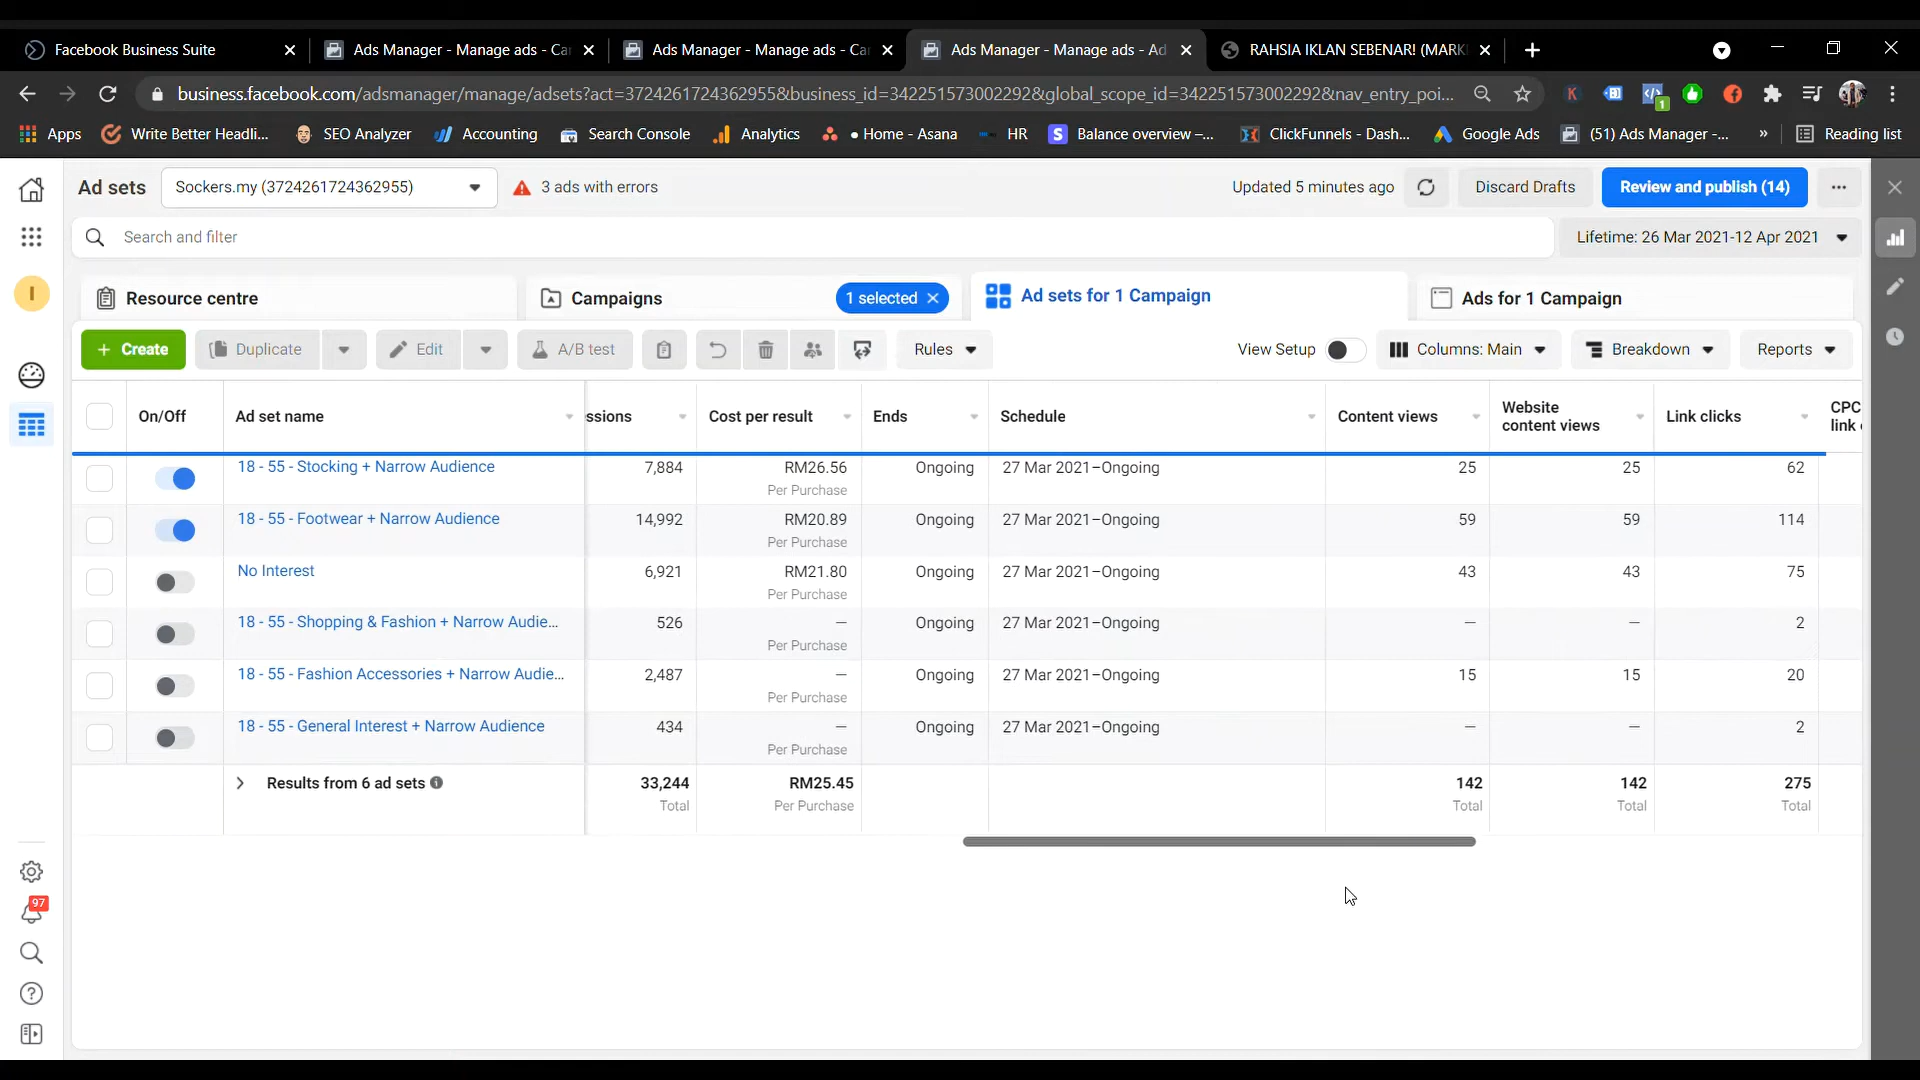 Facebook Business Suite
Ads Manager - Manage ads - Car
Ads Manager - Manage ads - Car
Ads Manager - Manage ads - Ad
RAHSIA IKLAN SEBENAR! (MARK
business.facebook.com/adsmanager/manage/adsets?act=3724261724362955&business_id=342251573002292&global_scope_id=342251573002292&nav_entry_poi...
K
1
Apps
Write Better Headli...
SEO Analyzer
Accounting
Search Console
Analytics
• Home - Asana
HR
S
Balance overview –...
ClickFunnels - Dash...
Google Ads
(51) Ads Manager -...
»
Reading list
Ad sets
Sockers.my (3724261724362955)
3 ads with errors
Updated 5 minutes ago
Discard Drafts
Review and publish (14)
Search and filter
Lifetime: 26 Mar 2021-12 Apr 2021
I
Resource centre
Campaigns
1 selected
Ad sets for 1 Campaign
Ads for 1 Campaign
+ Create
Duplicate
Edit
A/B test
Rules
View Setup
Columns: Main
Breakdown
Reports
On/Off
Ad set name
ssions
Cost per result
Ends
Schedule
Content views
Website content views
Link clicks
CPC
link
18 - 55 - Stocking + Narrow Audience
7,884
RM26.56
Per Purchase
Ongoing
27 Mar 2021–Ongoing
25
25
62
18 - 55 - Footwear + Narrow Audience
14,992
RM20.89
Per Purchase
Ongoing
27 Mar 2021–Ongoing
59
59
114
No Interest
6,921
RM21.80
Per Purchase
Ongoing
27 Mar 2021–Ongoing
43
43
75
18 - 55 - Shopping & Fashion + Narrow Audie...
526
—
Per Purchase
Ongoing
27 Mar 2021–Ongoing
—
—
2
18 - 55 - Fashion Accessories + Narrow Audie...
2,487
—
Per Purchase
Ongoing
27 Mar 2021–Ongoing
15
15
20
18 - 55 - General Interest + Narrow Audience
434
—
Per Purchase
Ongoing
27 Mar 2021–Ongoing
—
—
2
Results from 6 ad sets
33,244
Total
RM25.45
Per Purchase
142
Total
142
Total
275
Total
97